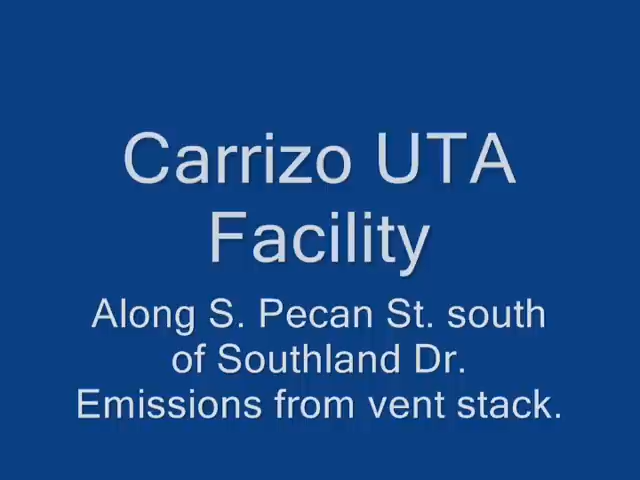 Carrizo UTA
Facility
Along S. Pecan St. south
of Southland Dr.
Emissions from vent stack.